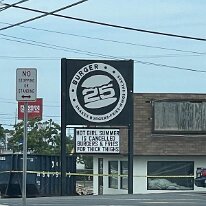 NO
STOPPING
OR
STANDING
BURGER
25
HOT GIRL SUMMER
IS CANCELLED
BURGERS & FRIES
FOR THICK THIGHS